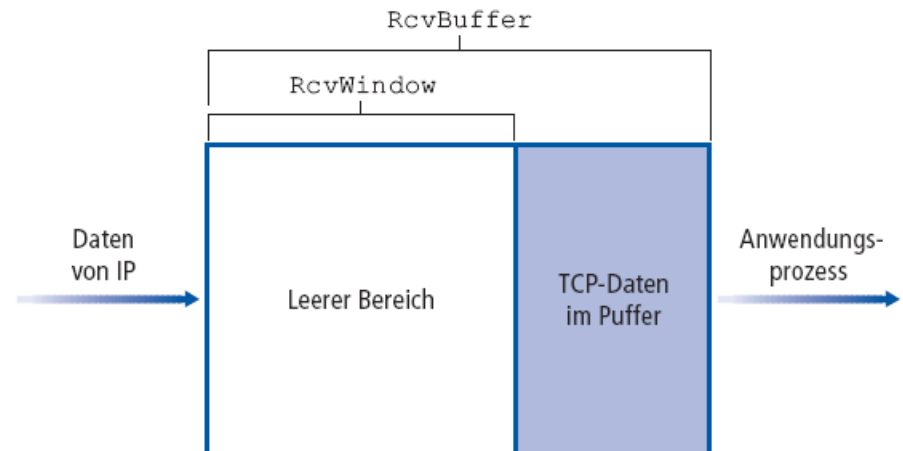 RcvBuffer
RcvWindow
Daten
von IP
Leerer Bereich
TCP-Daten
im Puffer
Anwendungs-
prozess